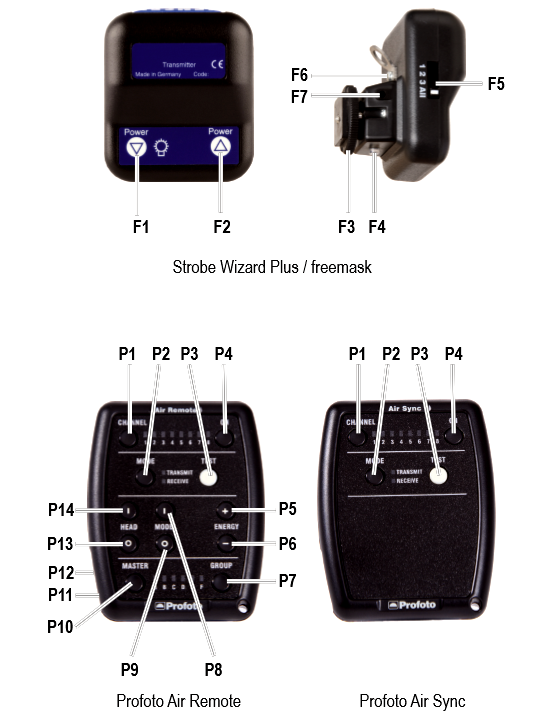 Transmitter CE
Made in Germany Code:
Power Power
1 2 3 All
F1 F2 F3 F4 F5 F6 F7
Strobe Wizard Plus / freemask
P1 P2 P3 P4
Air Remote
CHANNEL ON
1 2 3 4 5 6 7 8
MODE TEST
TRANSMIT
RECEIVE
P14 P5
HEAD MODEL ENERGY
P13 P6
P12
MASTER GROUP
P11 P7
B C D F
P10
Profoto
P9 P8
Profoto Air Remote
P1 P2 P3 P4
Air Sync
CHANNEL ON
1 2 3 4 5 6 7 8
MODE TEST
TRANSMIT
RECEIVE
Profoto
Profoto Air Sync